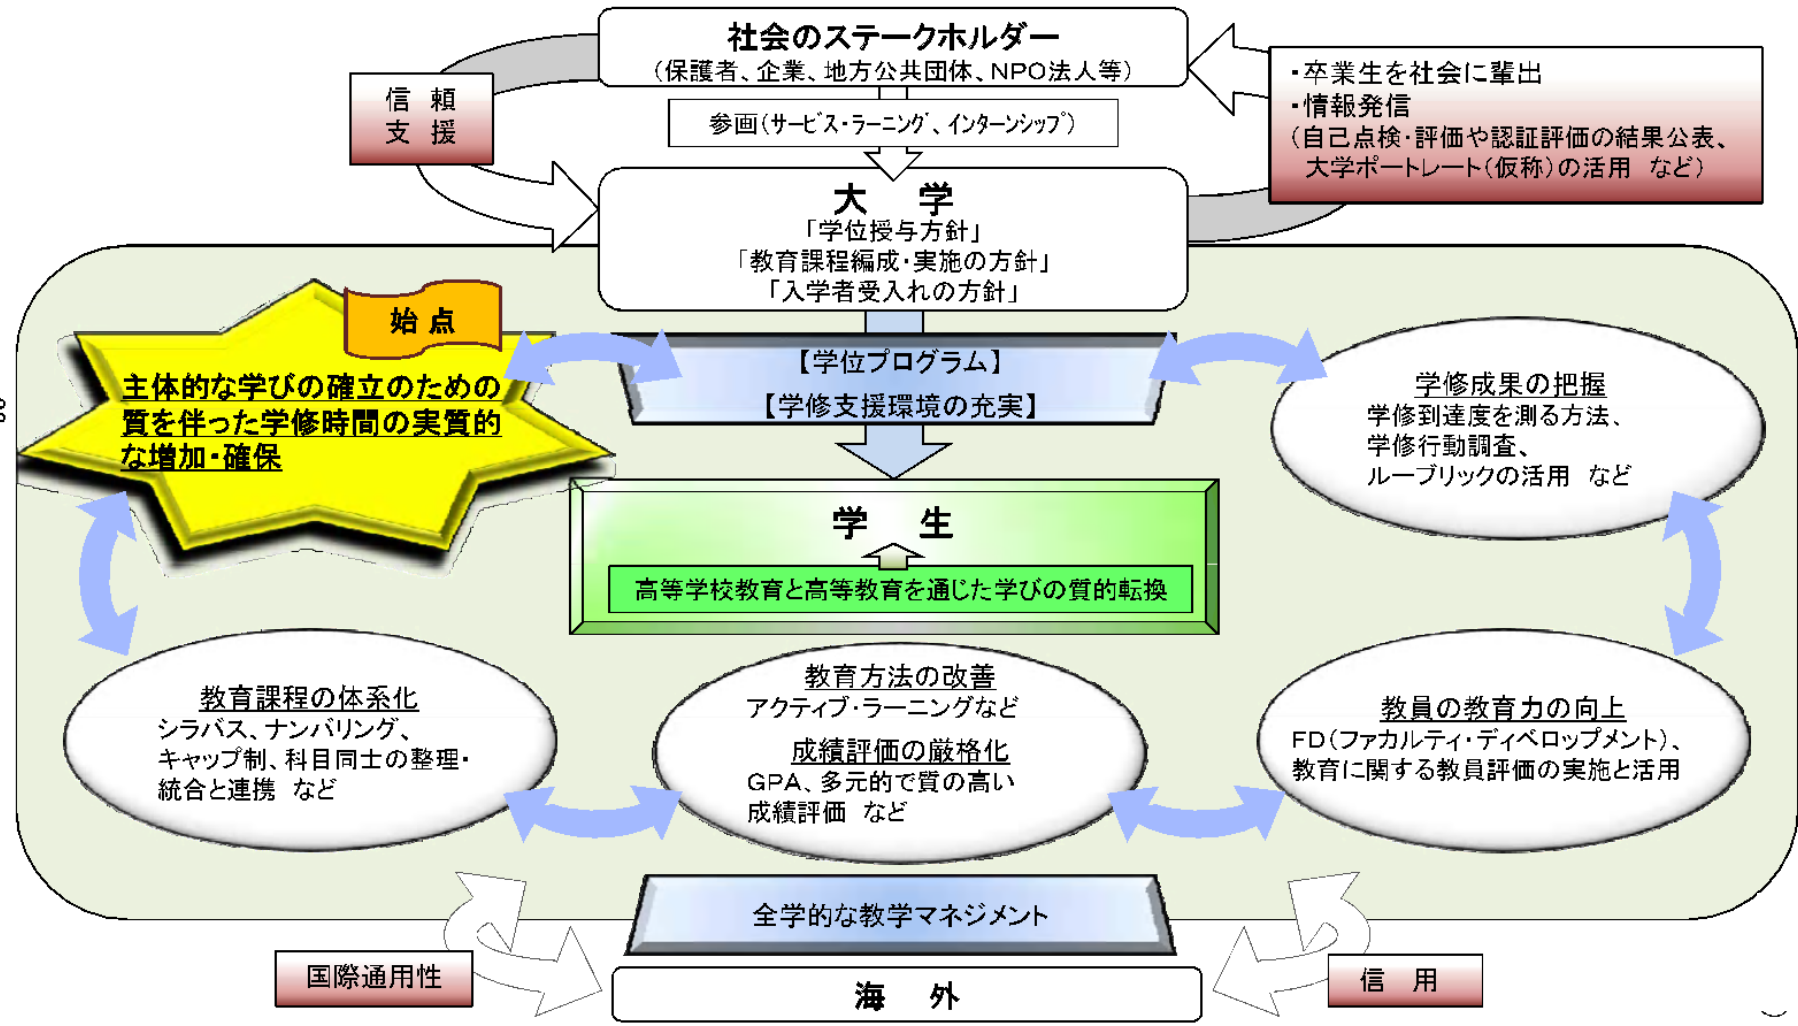 社会のステークホルダー
(保護者、企業、地方公共団体、NPO法人等)
信 頼
支 援
参画(サービス・ラーニング、インターンシップ)
・卒業生を社会に輩出
・情報発信
(自己点検・評価や認証評価の結果公表、
大学ポートレート(仮称)の活用 など)
大 学
「学位授与方針」
「教育課程編成・実施の方針」
「入学者受入れの方針」
始 点
主体的な学びの確立のための
質を伴った学修時間の実質的
な増加・確保
【学位プログラム】
【学修支援環境の充実】
学修成果の把握
学修到達度を測る方法、
学修行動調査、
ルーブリックの活用 など
学 生
高等学校教育と高等教育を通じた学びの質的転換
教育課程の体系化
シラバス、ナンバリング、
キャップ制、科目同士の整理・
統合と連携 など
教育方法の改善
アクティブ・ラーニングなど
成績評価の厳格化
GPA、多元的で質の高い
成績評価 など
教員の教育力の向上
FD(ファカルティ・ディベロップメント)、
教育に関する教員評価の実施と活用
全学的な教学マネジメント
国際通用性
海 外
信 用